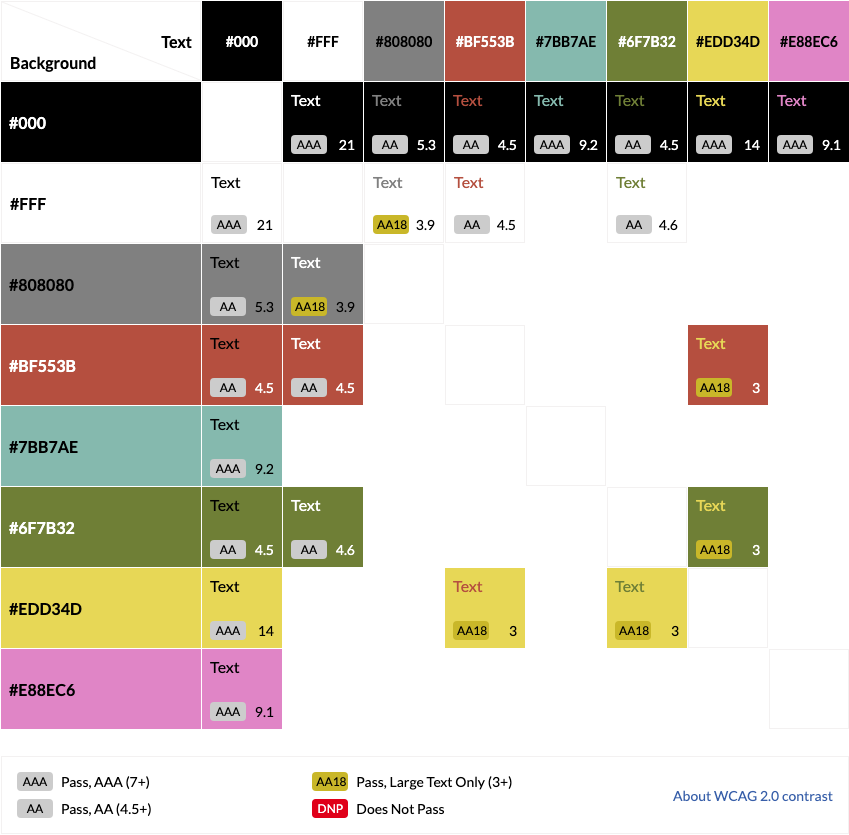 Text
Background
#000 #FFF #808080 #BF553B #7BB7AE #6F7B32 #EDD34D #E88EC6
#000
Text Text Text Text Text Text Text
AAA 21 AA 5.3 AA 4.5 AAA 9.2 AA 4.5 AAA 14 AAA 9.1
#FFF
Text Text Text Text
AAA 21 AA18 3.9 AA 4.5 AA 4.6
#808080
Text Text
AA 5.3 AA18 3.9
#BF553B
Text Text Text
AA 4.5 AA 4.5 AA18 3
#7BB7AE
Text
AAA 9.2
#6F7B32
Text Text Text
AA 4.5 AA 4.6 AA18 3
#EDD34D
Text Text Text
AAA 14 AA18 3 AA18 3
#E88EC6
Text
AAA 9.1
AAA Pass, AAA (7+) AA18 Pass, Large Text Only (3+)
AA Pass, AA (4.5+) DNP Does Not Pass
About WCAG 2.0 contrast